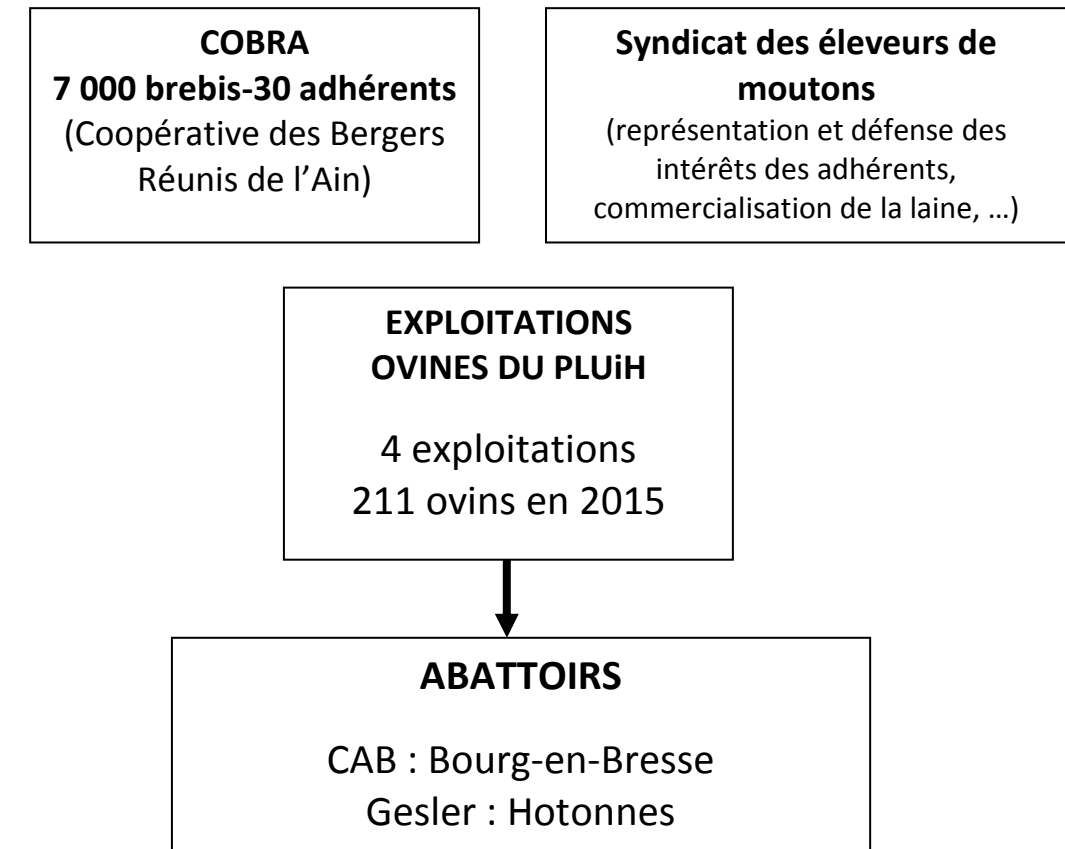 COBRA
7 000 brebis-30 adhérents
(Coopérative des Bergers
Réunis de l'Ain)
Syndicat des éleveurs de
moutons
(représentation et défense des
intérêts des adhérents,
commercialisation de la laine, …)
EXPLOITATIONS
OVINES DU PLUiH
4 exploitations
211 ovins en 2015
ABATTOIRS
CAB : Bourg-en-Bresse
Gesler : Hotonnes